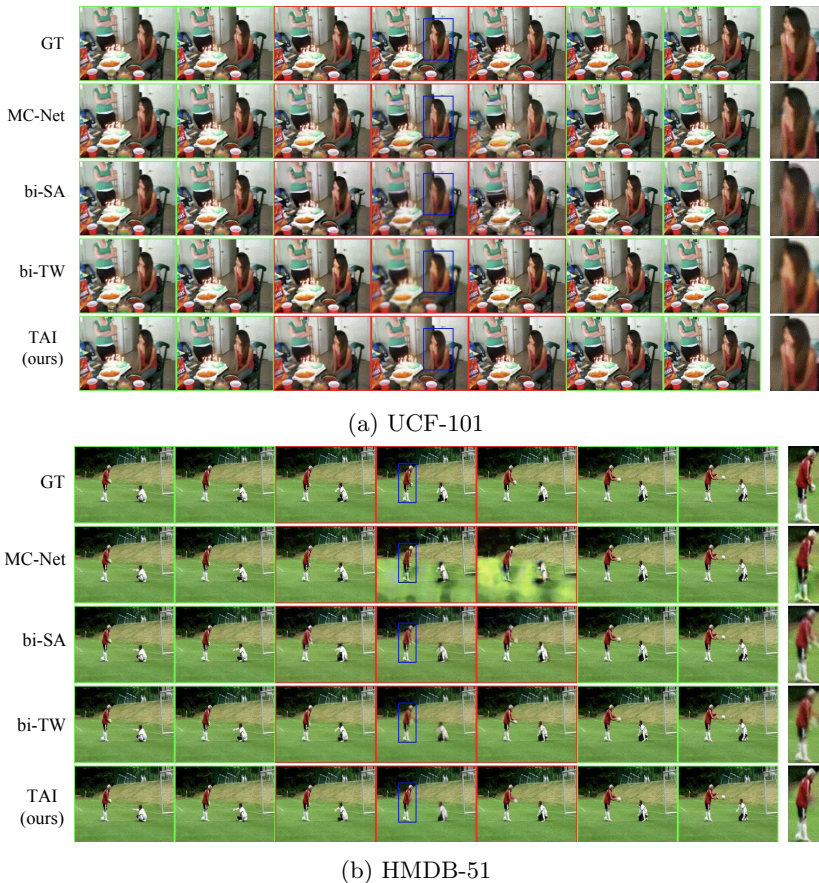 GT
MC-Net
bi-SA
bi-TW
TAI
(ours)
(a) UCF-101
GT
MC-Net
bi-SA
bi-TW
TAI
(ours)
(b) HMDB-51